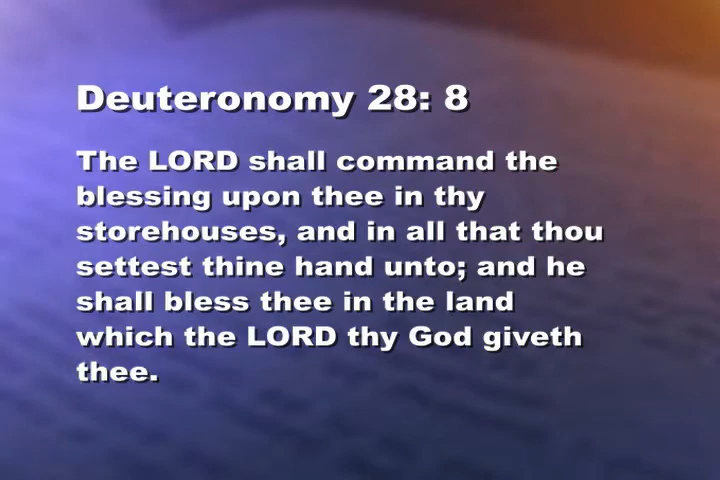 Deuteronomy 28: 8
The LORD shall command the
blessing upon thee in thy
storehouses, and in all that thou
settest thine hand unto; and he
shall bless thee in the land
which the LORD thy God giveth
thee.